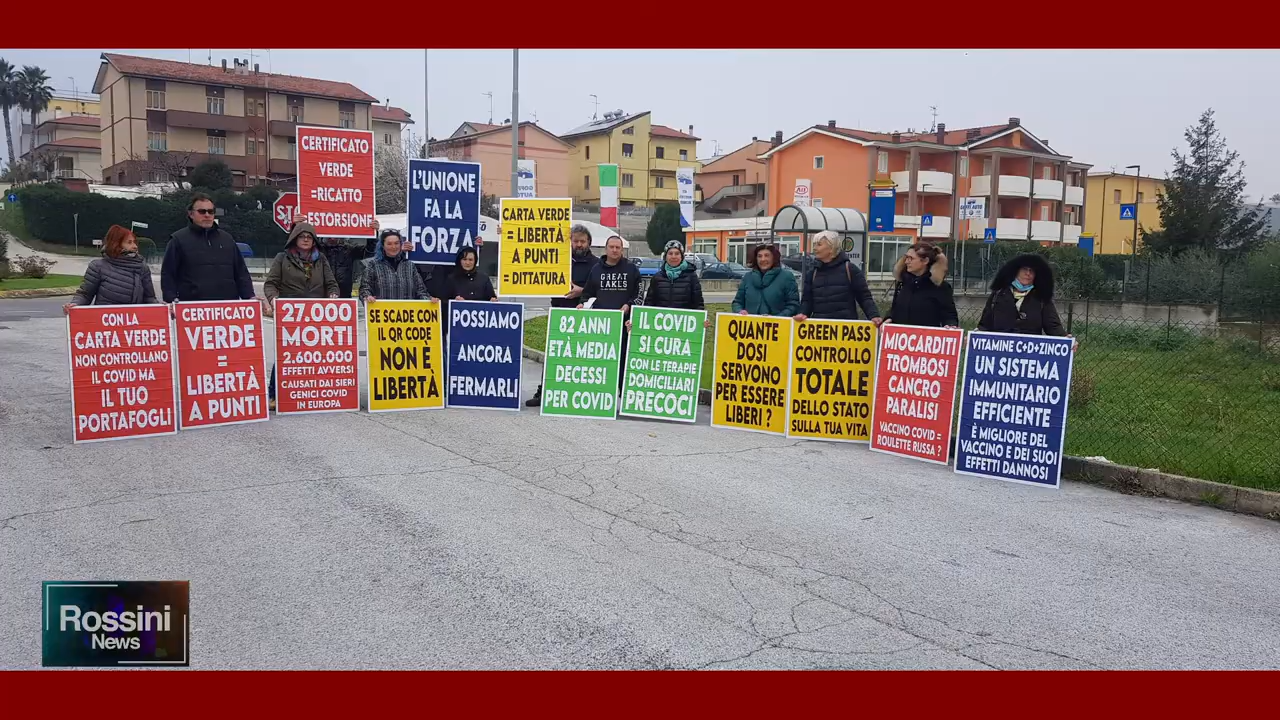 CERTIFICATO
VERDE
=RICATTO
=ESTORSIONE
STOP
L'UNIONE
FA LA
FORZA
CARTA VERDE
= LIBERTÀ
A PUNTI
= DITTATURA
KIA
CON LA
CARTA VERDE
NON CONTROLLANO
IL COVID MA
IL TUO
PORTAFOGLI
CERTIFICATO
VERDE
=
LIBERTÀ
A PUNTI
27.000
MORTI
2.600.000
EFFETTI AVVERSI
CAUSATI DAI SIERI
GENICI COVID
IN EUROPA
SE SCADE CON
IL QR CODE
NON È
LIBERTÀ
POSSIAMO
ANCORA
FERMARLI
GREAT
LAKES
82 ANNI
ETÀ MEDIA
DECESSI
PER COVID
IL COVID
SI CURA
CON LE TERAPIE
DOMICILIARI
PRECOCI
QUANTE
DOSI
SERVONO
PER ESSERE
LIBERI ?
GREEN PASS
CONTROLLO
TOTALE
DELLO STATO
SULLA TUA VITA
MIOCARDITI
TROMBOSI
CANCRO
PARALISI
VACCINO COVID =
ROULETTE RUSSA ?
VITAMINE C+D+ZINCO
UN SISTEMA
IMMUNITARIO
EFFICIENTE
È MIGLIORE DEL
VACCINO E DEI SUOI
EFFETTI DANNOSI
Rossini
News